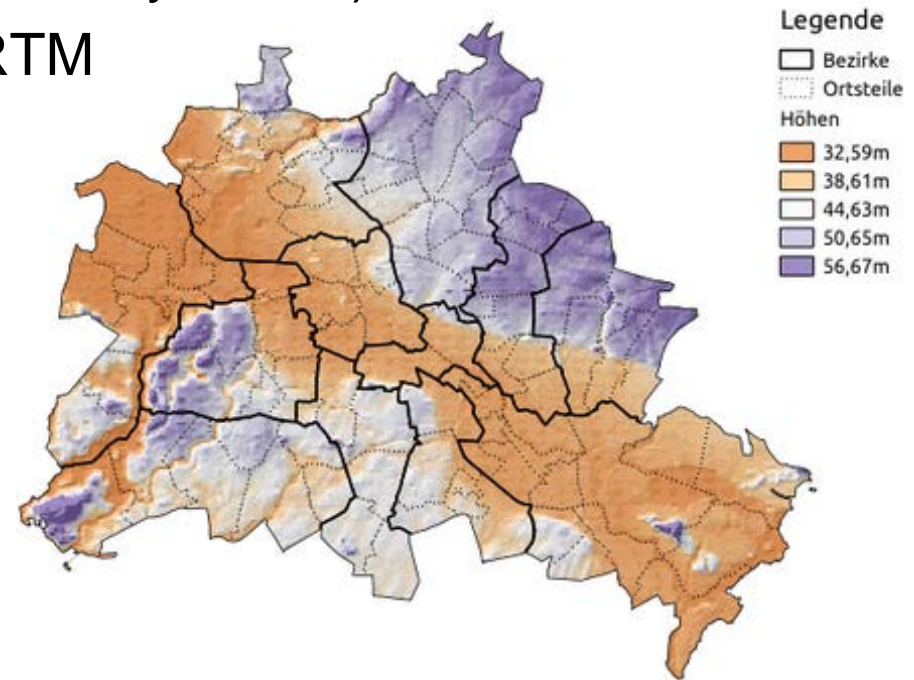 RTM
Legende
Bezirke
Ortsteile
Höhen
32,59m
38,61m
44,63m
50,65m
56,67m